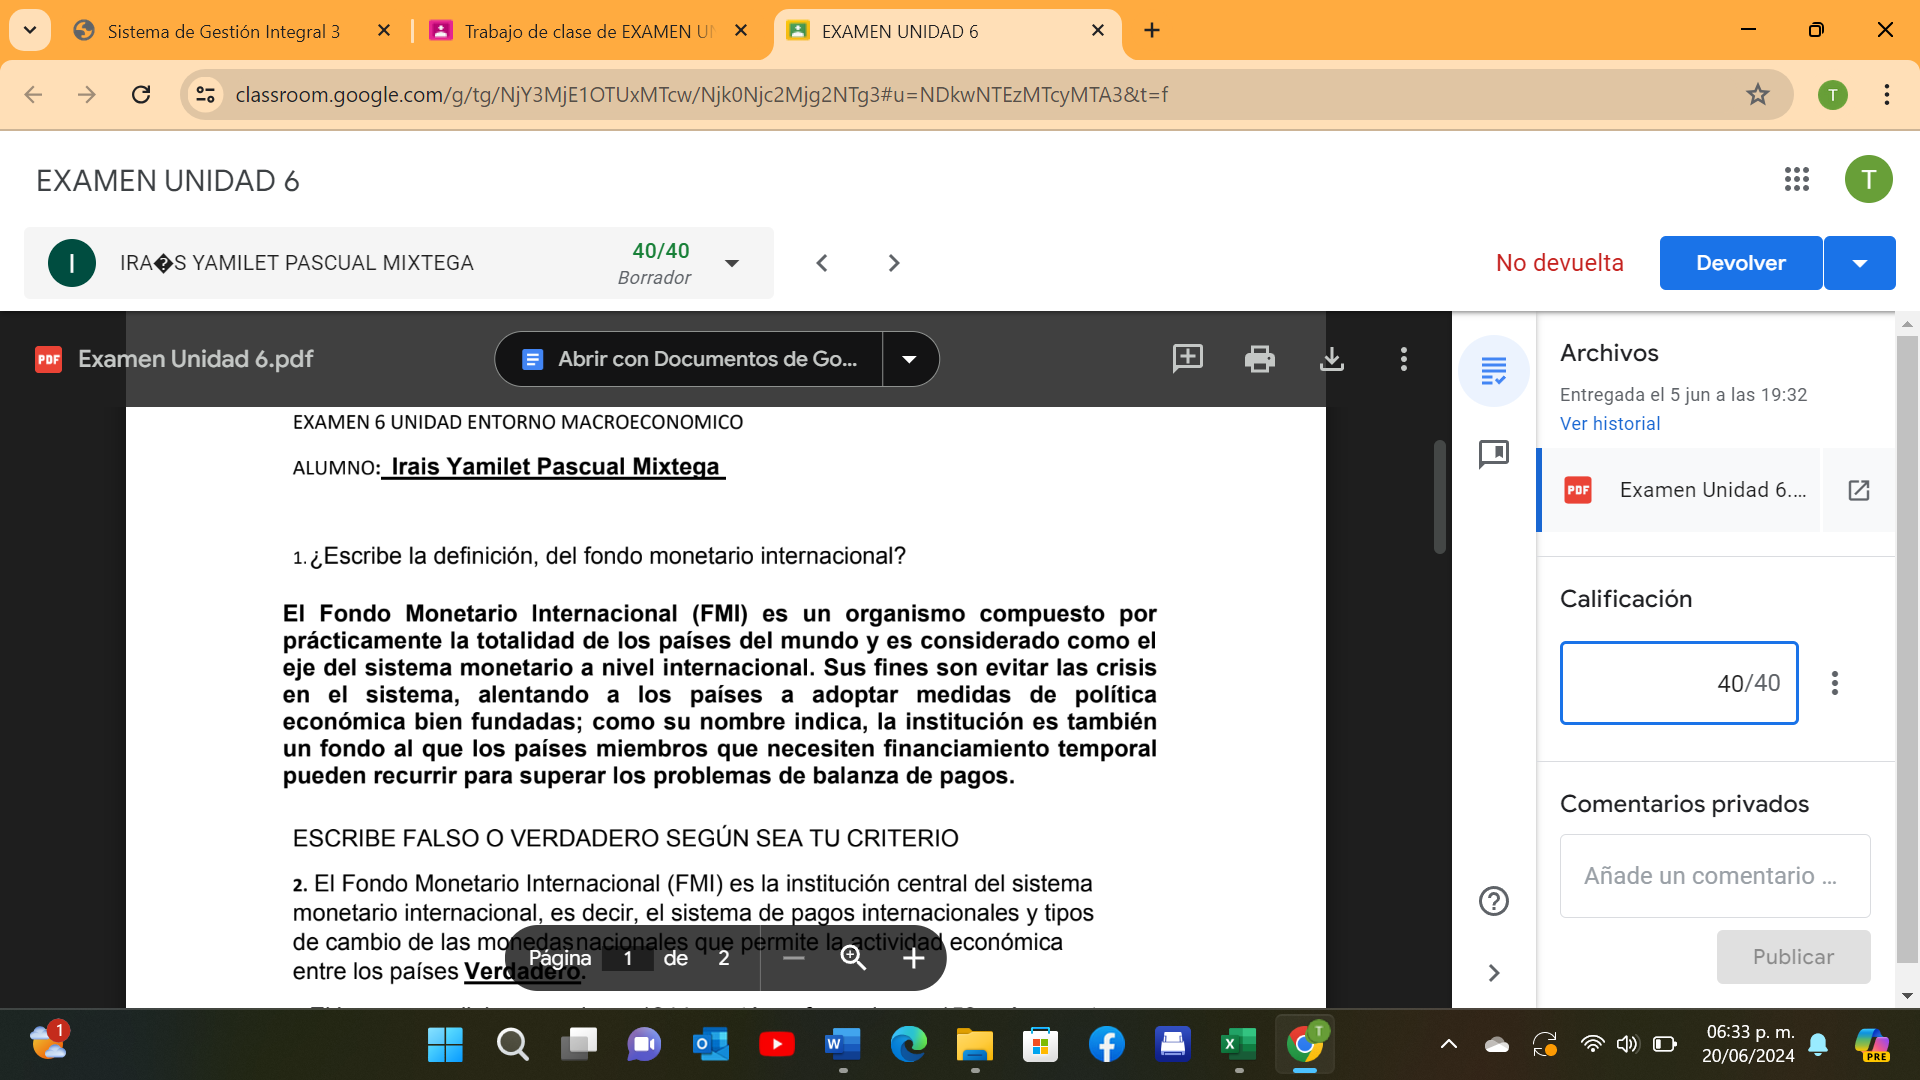 Sistema de Gestión Integral 3
Trabajo de clase de EXAMEN UN
EXAMEN UNIDAD 6
classroom.google.com/g/tg/NjY3MjE1OTUxMTcw/Njk0Njc2Mjg2NTg3#u=NDkwNTEzMTcyMTA3&t=f
T
EXAMEN UNIDAD 6
T
I
IRA�S YAMILET PASCUAL MIXTEGA
40/40
Borrador
No devuelta
Devolver
PDF
Examen Unidad 6.pdf
Abrir con Documentos de Go...
EXAMEN 6 UNIDAD ENTORNO MACROECONOMICO
ALUMNO: Irais Yamilet Pascual Mixtega
1. ¿Escribe la definición, del fondo monetario internacional?
El Fondo Monetario Internacional (FMI) es un organismo compuesto por
prácticamente la totalidad de los países del mundo y es considerado como el
eje del sistema monetario a nivel internacional. Sus fines son evitar las crisis
en el sistema, alentando a los países a adoptar medidas de política
económica bien fundadas; como su nombre indica, la institución es también
un fondo al que los países miembros que necesiten financiamiento temporal
pueden recurrir para superar los problemas de balanza de pagos.
ESCRIBE FALSO O VERDADERO SEGÚN SEA TU CRITERIO
2. El Fondo Monetario Internacional (FMI) es la institución central del sistema
monetario internacional, es decir, el sistema de pagos internacionales y tipos
de cambio de las monedas nacionales que permite la actividad económica
entre los países Verdadero.
Página 1 de 2
Archivos
Entregada el 5 jun a las 19:32
Ver historial
PDF
Examen Unidad 6....
Calificación
40/40
Comentarios privados
Añade un comentario ...
Publicar
1
T
06:33 p. m.
20/06/2024
PRE